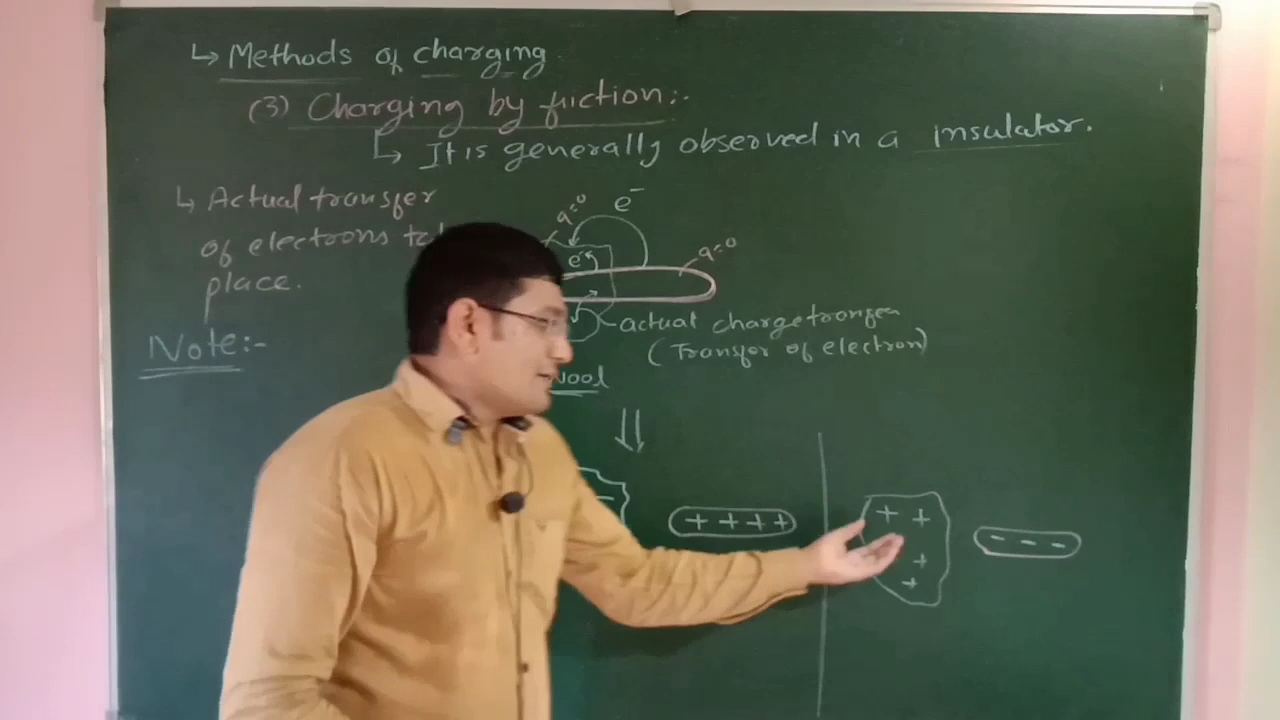 ↳ Methods of charging
(3) Charging by friction:-
↳ It is generally observed in a insulator.
↳ Actual transfer
of electrons
place.
Note:-
q=0
e⁻
e⁻
q=0
actual charge transfer
(Transfer of electron)
Wool
+ + + +
+ +
+
+
- - -